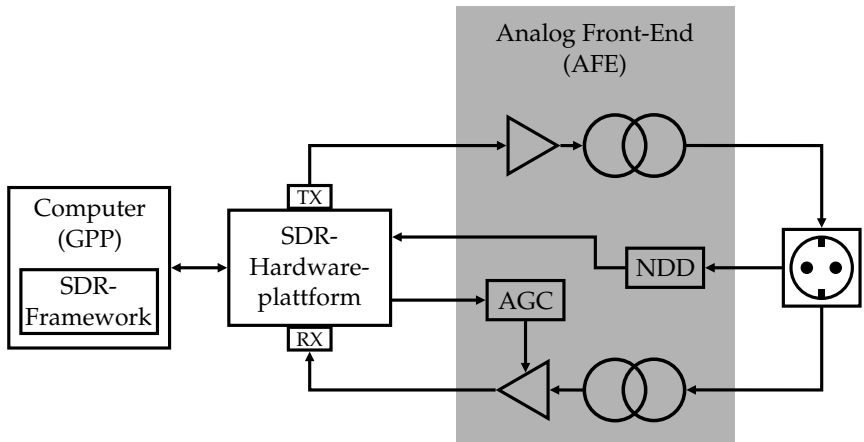 Analog Front-End
(AFE)
TX
Computer
(GPP)
SDR-
Framework
SDR-
Hardware-
plattform
NDD
AGC
RX